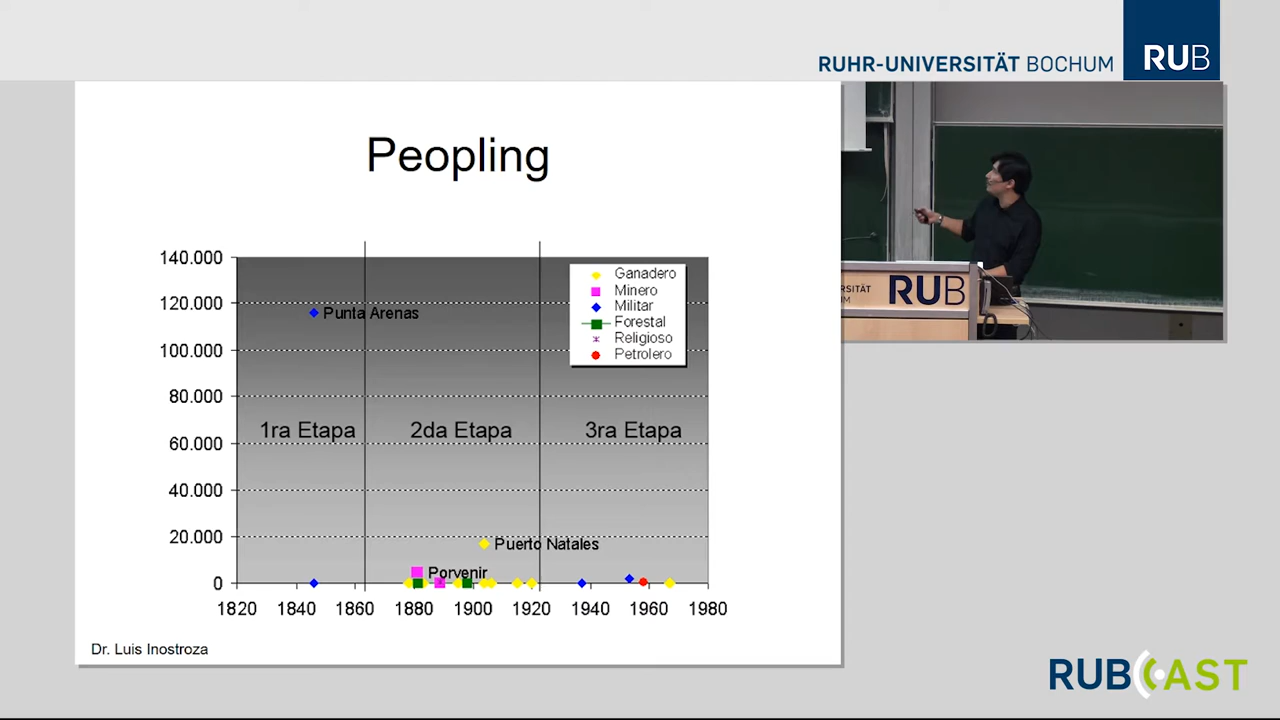 RUHR-UNIVERSITÄT BOCHUM
RUB
Peopling
140.000
120.000
100.000
80.000
60.000
40.000
20.000
0
Punta Arenas
1ra Etapa
2da Etapa
3ra Etapa
Ganadero
Minero
Militar
Forestal
Religioso
Petrolero
Puerto Natales
Porvenir
1820 1840 1860 1880 1900 1920 1940 1960 1980
Dr. Luis Inostroza
RSITÄT
UM
RUB
RUBCAST